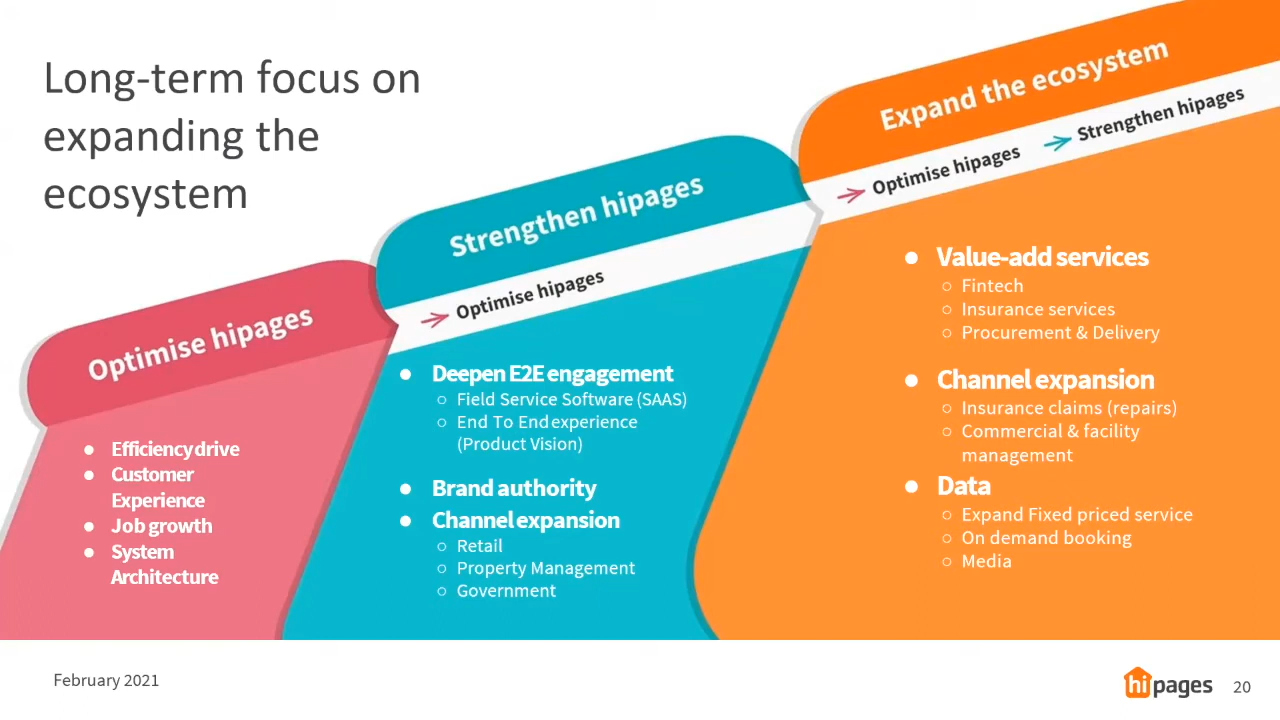 Long-term focus on
expanding the
ecosystem
Optimise hipages
● Efficiency drive
● Customer
Experience
● Job growth
● System
Architecture
Strengthen hipages
Optimise hipages
● Deepen E2E engagement
○ Field Service Software (SAAS)
○ End To End experience
(Product Vision)
● Brand authority
● Channel expansion
○ Retail
○ Property Management
○ Government
Expand the ecosystem
Optimise hipages Strengthen hipages
● Value-add services
○ Fintech
○ Insurance services
○ Procurement & Delivery
● Channel expansion
○ Insurance claims (repairs)
○ Commercial & facility
management
● Data
○ Expand Fixed priced service
○ On demand booking
○ Media
February 2021
hipages
20